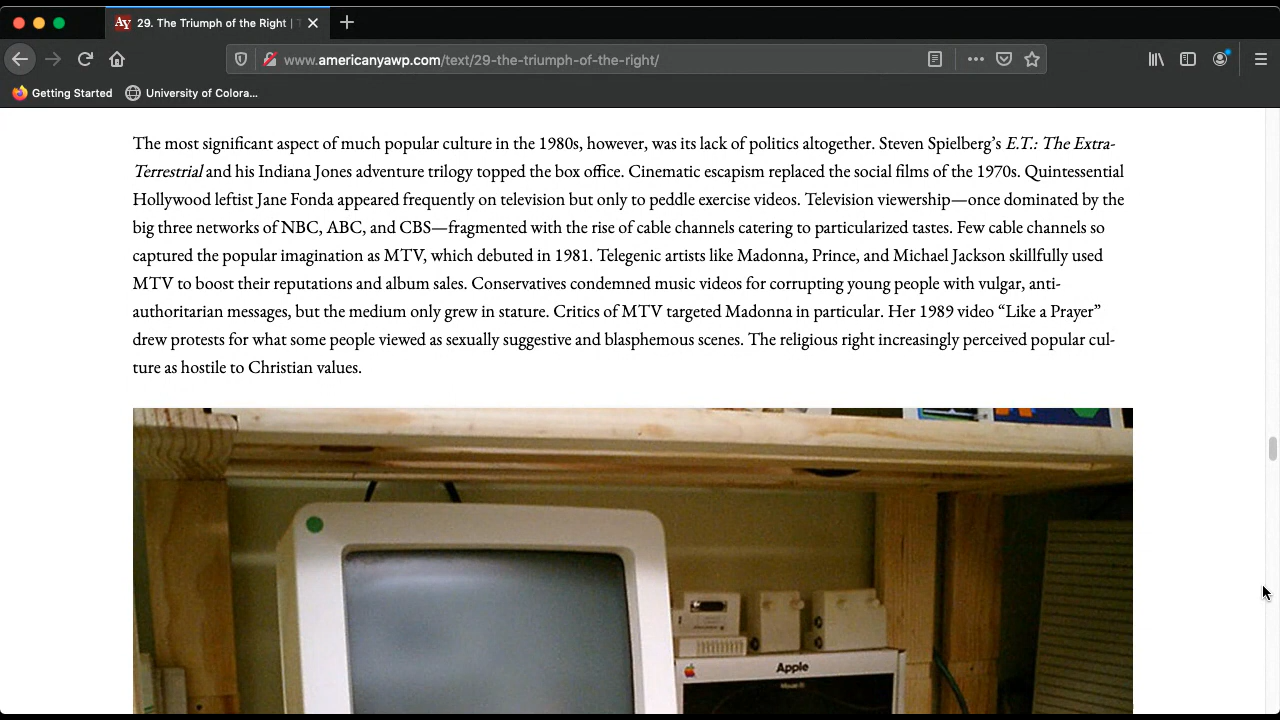 AY 29. The Triumph of the Right | T
www.americanyawp.com/text/29-the-triumph-of-the-right/
Getting Started University of Colora...
The most significant aspect of much popular culture in the 1980s, however, was its lack of politics altogether. Steven Spielberg’s E.T.: The Extra-
Terrestrial and his Indiana Jones adventure trilogy topped the box office. Cinematic escapism replaced the social films of the 1970s. Quintessential
Hollywood leftist Jane Fonda appeared frequently on television but only to peddle exercise videos. Television viewership—once dominated by the
big three networks of NBC, ABC, and CBS—fragmented with the rise of cable channels catering to particularized tastes. Few cable channels so
captured the popular imagination as MTV, which debuted in 1981. Telegenic artists like Madonna, Prince, and Michael Jackson skillfully used
MTV to boost their reputations and album sales. Conservatives condemned music videos for corrupting young people with vulgar, anti-
authoritarian messages, but the medium only grew in stature. Critics of MTV targeted Madonna in particular. Her 1989 video “Like a Prayer”
drew protests for what some people viewed as sexually suggestive and blasphemous scenes. The religious right increasingly perceived popular cul-
ture as hostile to Christian values.
Apple